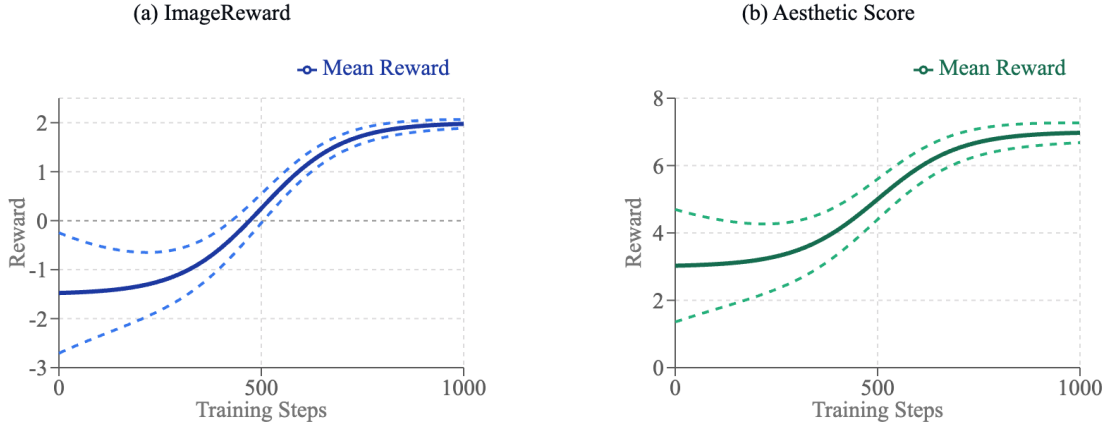 (a) ImageReward
Mean Reward
2
1
0
-1
-2
-3
Reward
0
500
1000
Training Steps
(b) Aesthetic Score
Mean Reward
8
6
4
2
0
Reward
0
500
1000
Training Steps